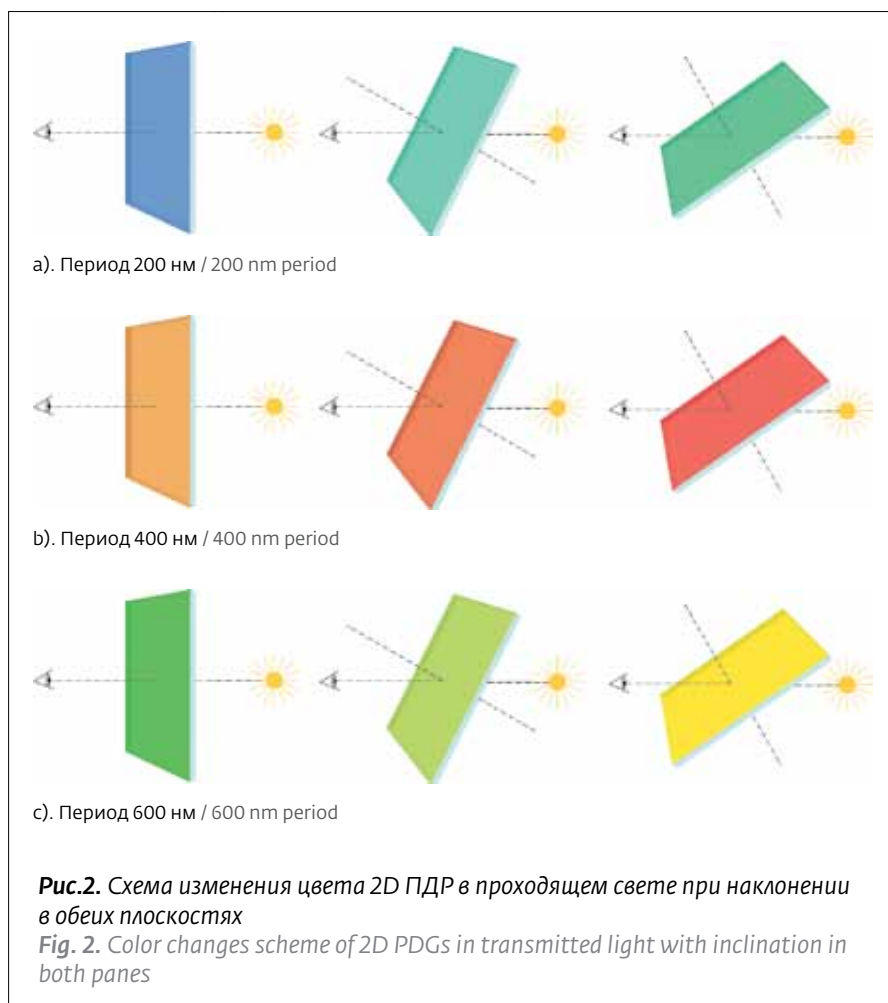 a). Период 200 нм / 200 nm period
b). Период 400 нм / 400 nm period
c). Период 600 нм / 600 nm period
Рис.2. Схема изменения цвета 2D ПДР в проходящем свете при наклонении
в обеих плоскостях
Fig. 2. Color changes scheme of 2D PDGs in transmitted light with inclination in
both panes